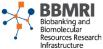 BBMRI
Biobanking and
Biomolecular
Resources Research
Infrastructure